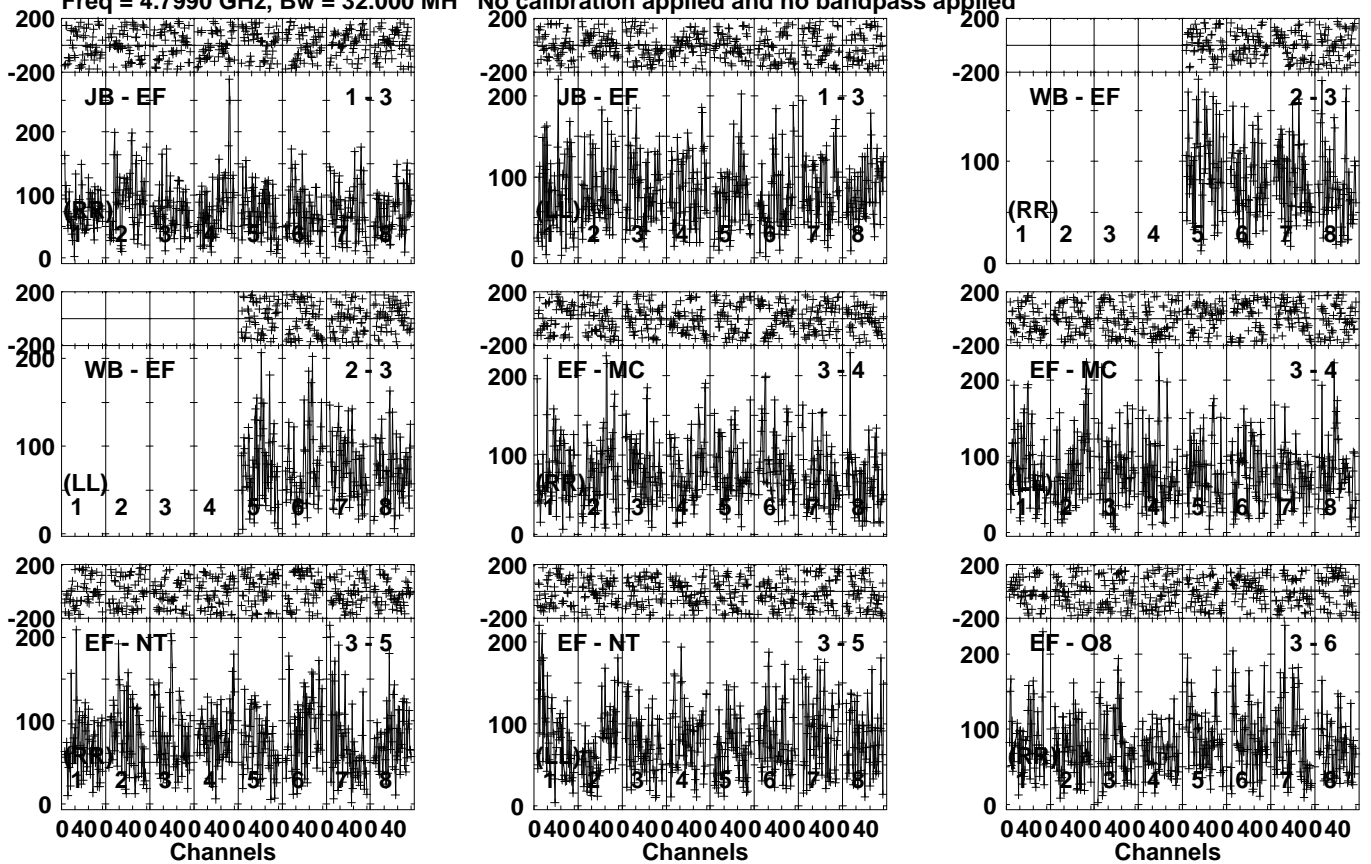 Freq = 4.7990 GHz, Bw = 32.000 MH No calibration applied and no bandpass applied
200
-200
JB - EF 1 - 3
200
100
0
(RR)
1 2 3 4 5 6 7 8
200
-200
JB - EF 1 - 3
200
100
0
(LL)
1 2 3 4 5 6 7 8
200
-200
WB - EF 2 - 3
100
0
(RR)
1 2 3 4 5 6 7 8
200
-200
WB - EF 2 - 3
200
100
0
(LL)
1 2 3 4 5 6 7 8
200
-200
EF - MC 3 - 4
200
100
0
(RR)
1 2 3 4 5 6 7 8
200
-200
EF - MC 3 - 4
200
100
0
(LL)
1 2 3 4 5 6 7 8
200
-200
EF - NT 3 - 5
200
100
0
(RR)
1 2 3 4 5 6 7 8
0 40 0 40 0 40 0 40 0 40 0 40 0 40 0 40
Channels
200
-200
EF - NT 3 - 5
200
100
0
(LL)
1 2 3 4 5 6 7 8
0 40 0 40 0 40 0 40 0 40 0 40 0 40 0 40
Channels
200
-200
EF - O8 3 - 6
200
100
0
(RR)
1 2 3 4 5 6 7 8
0 40 0 40 0 40 0 40 0 40 0 40 0 40 0 40
Channels